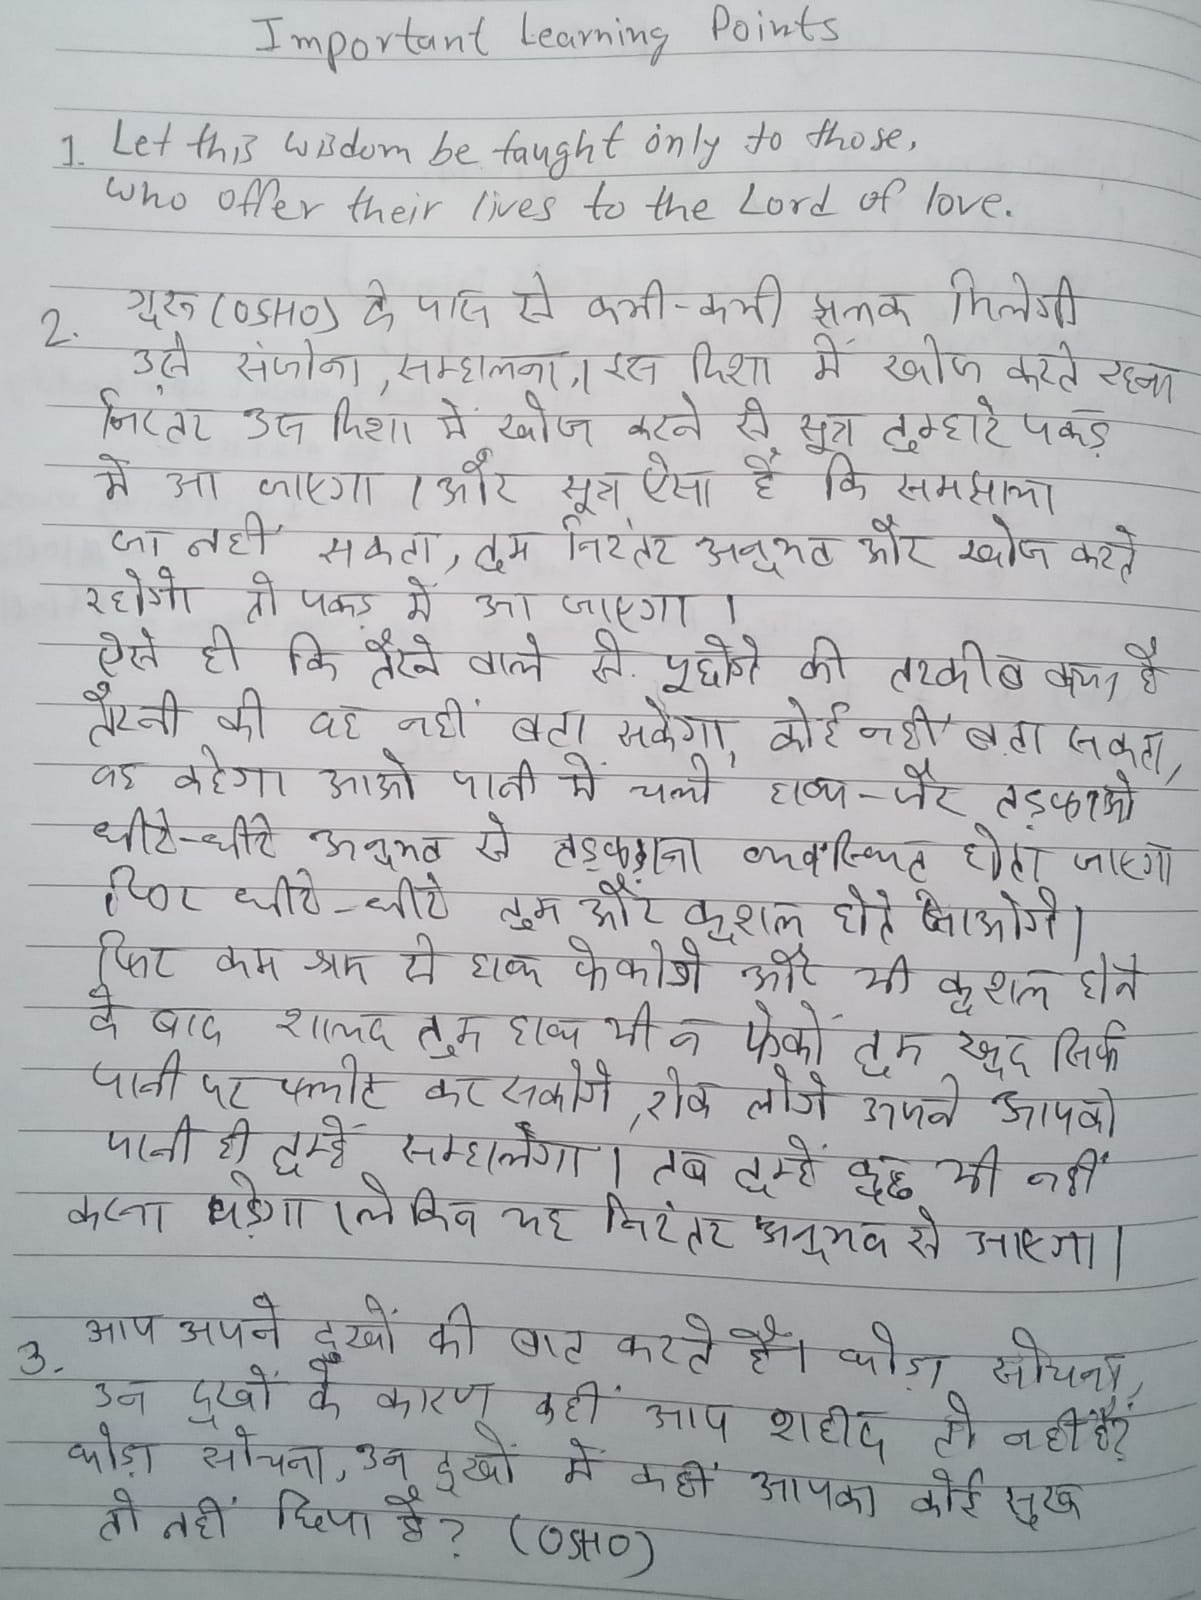 Important Learning Points
1. Let this wisdom be taught only to those,
who offer their lives to the Lord of love.
2. गुरू (OSHO) के पास से कभी-कभी झलक मिलेगी
उसे संजोना, सम्हालना, । इस दिशा में खोज करते रहना
निरंतर उस दिशा में खोज करने से सूत्र तुम्हारे पकड़
में आ जाएगा । और सूत्र ऐसा है कि समझाया
जा नहीं सकता, तुम निरंतर अनुभव और खोज करते
रहोगे तो पकड़ में आ जाएगा ।
ऐसे ही कि तैरने वाले से पूछोगे की तरकीब क्या है
तैरनी की वह नहीं बता सकेगा, कोई नहीं बता सकता,
वह कहेगा आओ पानी में चलो हाथ-पैर तड़फाओ
धीरे-धीरे अनुभव से तड़फड़ाना व्यवस्थित होता जाएगा
फिर धीरे-धीरे तुम और कुशल होते जाओगे।
फिर कम श्रम से हाथ फेकोगे और भी कुशल होने
के बाद शायद तुम हाथ भी न फेकों तुम खुद सिर्फ
पानी पर फ्लोट कर सकोगे, रोक लोगे अपने आपको
पानी ही तुम्हें सम्हालेगा । तब तुम्हें कुछ भी नहीं
करना पड़ेगा । लेकिन यह निरंतर अनुभव से आएगा।
3. आप अपने दुखों की बात करते है। थोड़ा सोचना,
उन दुखों के कारण कहीं आप शहीद तो नहीं है?
थोड़ा सोचना, उन दुखों में कहीं आपका कोई सुख
तो नहीं छिपा है? (OSHO)